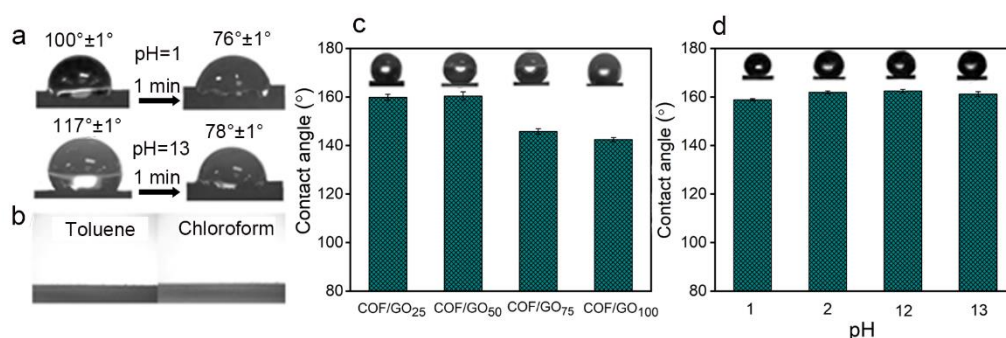 a
100°±1°
pH=1
1 min
76°±1°
117°±1°
pH=13
1 min
78°±1°
b
Toluene
Chloroform
c
Contact angle (°)
180
160
140
120
100
80
COF/GO₂₅
COF/GO₅₀
COF/GO₇₅
COF/GO₁₀₀
d
Contact angle (°)
180
160
140
120
100
80
1
2
12
13
pH